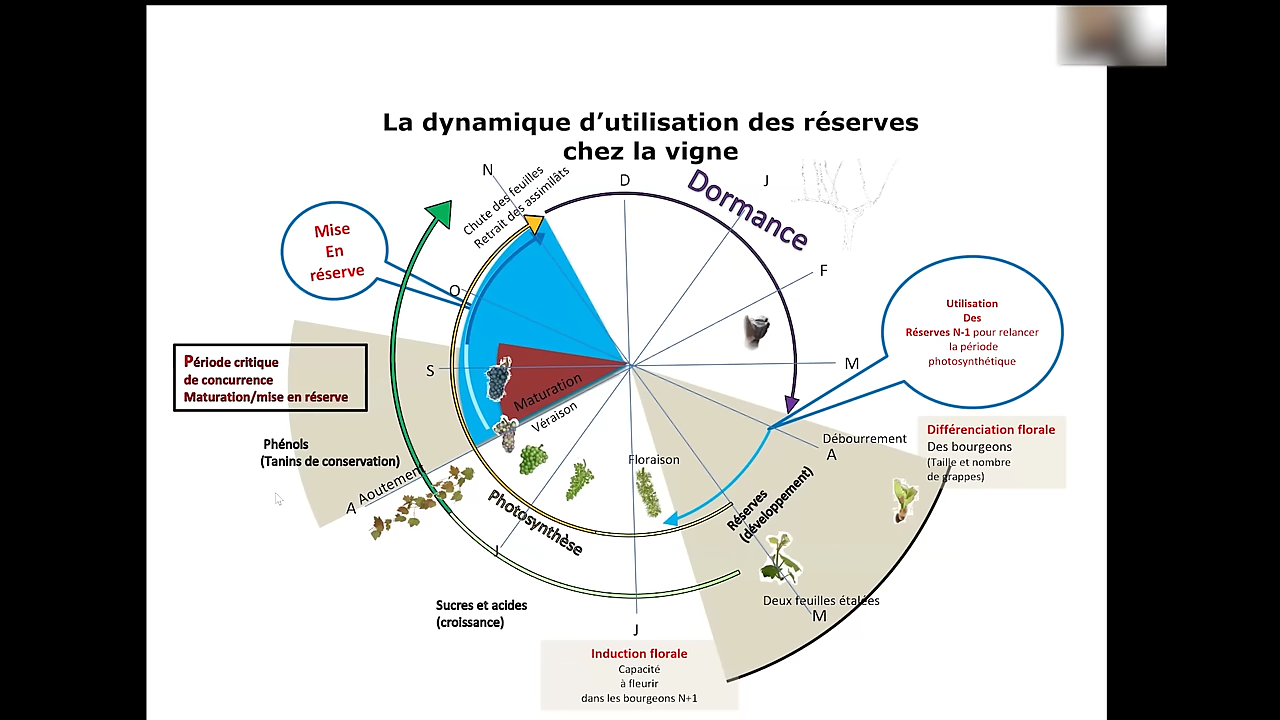 La dynamique d’utilisation des réserves
chez la vigne
N
Chute des feuilles
Retrait des assimilâts
D
J
Dormance
F
M
Mise
En
réserve
O
S
Utilisation
Des
Réserves N-1 pour relancer
la période
photosynthétique
Période critique
de concurrence
Maturation/mise en réserve
Maturation
Véraison
Phénols
(Tanins de conservation)
Aoutement
A
Floraison
Débourrement
A
Différenciation florale
Des bourgeons
(Taille et nombre
de grappes)
Photosynthèse
Réserves
(développement)
J
Deux feuilles étalées
M
Sucres et acides
(croissance)
J
Induction florale
Capacité
à fleurir
dans les bourgeons N+1